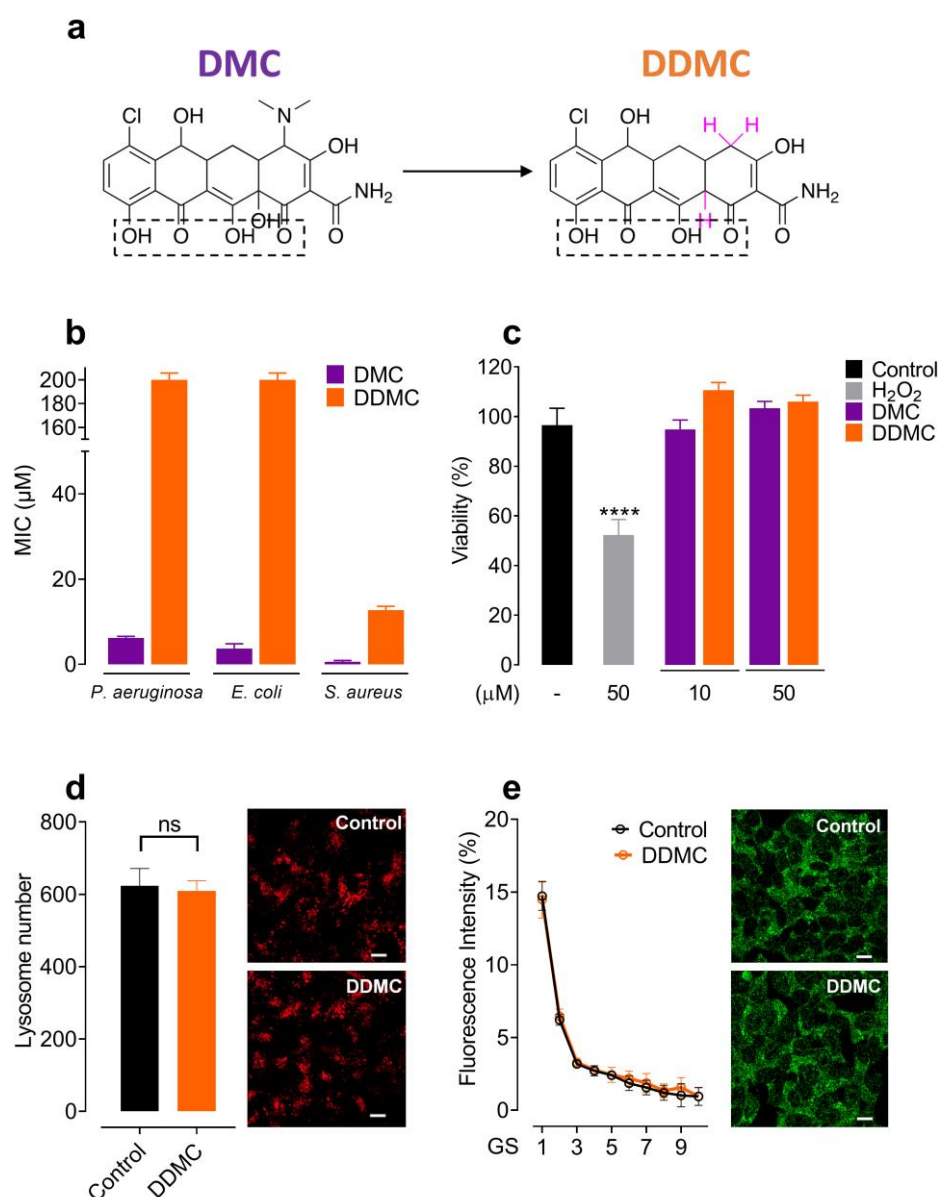 a
DMC
DDMC
Cl
OH
N
OH
NH₂
OH
OH
O
OH
O
O
Cl
OH
H
H
OH
NH₂
H
OH
O
OH
O
O
b
MIC (μM)
200
180
160
40
20
0
DMC
DDMC
P. aeruginosa
E. coli
S. aureus
c
Viability (%)
120
100
80
60
40
20
0
****
Control
H₂O₂
DMC
DDMC
(μM)
-
50
10
50
d
Lysosome number
800
600
400
200
0
ns
Control
DDMC
Control
DDMC
e
Fluorescence Intensity (%)
20
15
10
5
0
Control
DDMC
GS
1
3
5
7
9
Control
DDMC